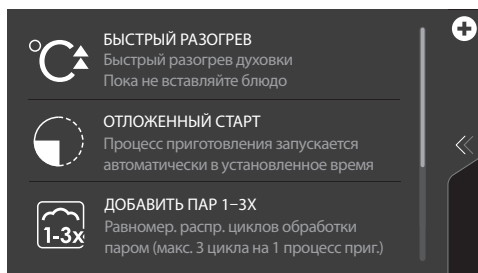 БЫСТРЫЙ РАЗОГРЕВ
Быстрый разогрев духовки
Пока не вставляйте блюдо
ОТЛОЖЕННЫЙ СТАРТ
Процесс приготовления запускается
автоматически в установленное время
ДОБАВИТЬ ПАР 1–3X
1-3x
Равномер. распр. циклов обработки
паром (макс. 3 цикла на 1 процесс приг.)